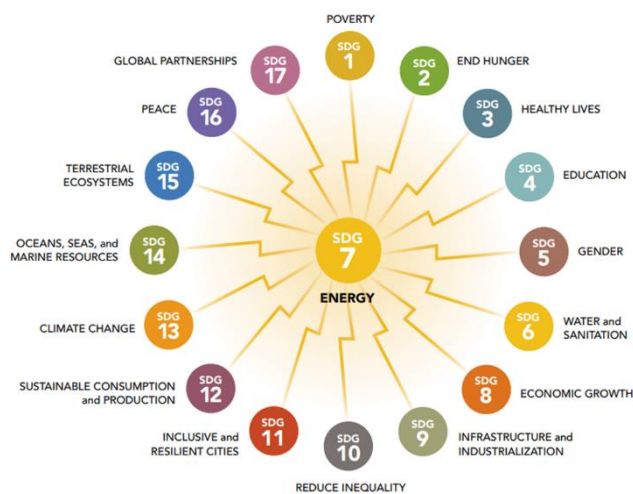 POVERTY
SDG
1
END HUNGER
SDG
2
HEALTHY LIVES
SDG
3
EDUCATION
SDG
4
GENDER
SDG
5
WATER and
SANITATION
SDG
6
ECONOMIC GROWTH
SDG
8
INFRASTRUCTURE and
INDUSTRIALIZATION
SDG
9
REDUCE INEQUALITY
SDG
10
INCLUSIVE and
RESILIENT CITIES
SDG
11
SUSTAINABLE CONSUMPTION
and PRODUCTION
SDG
12
CLIMATE CHANGE
SDG
13
OCEANS, SEAS, and
MARINE RESOURCES
SDG
14
TERRESTRIAL
ECOSYSTEMS
SDG
15
PEACE
SDG
16
GLOBAL PARTNERSHIPS
SDG
17
SDG
7
ENERGY